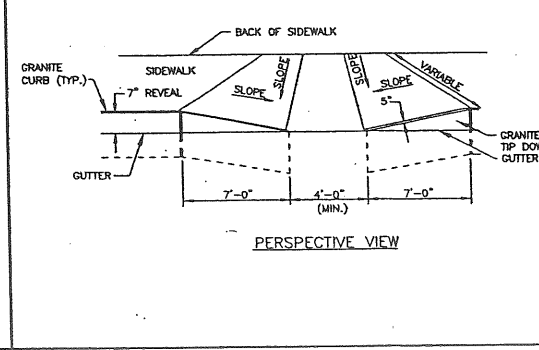 BACK OF SIDEWALK
GRANITE
CURB (TYP.)
SIDEWALK
7" REVEAL
SLOPE
SLOPE
SLOPE
SLOPE
VARIABLE
5"
GRANITE
TIP DOW
GUTTER
GUTTER
7'-0"
4'-0"
(MIN.)
7'-0"
PERSPECTIVE VIEW